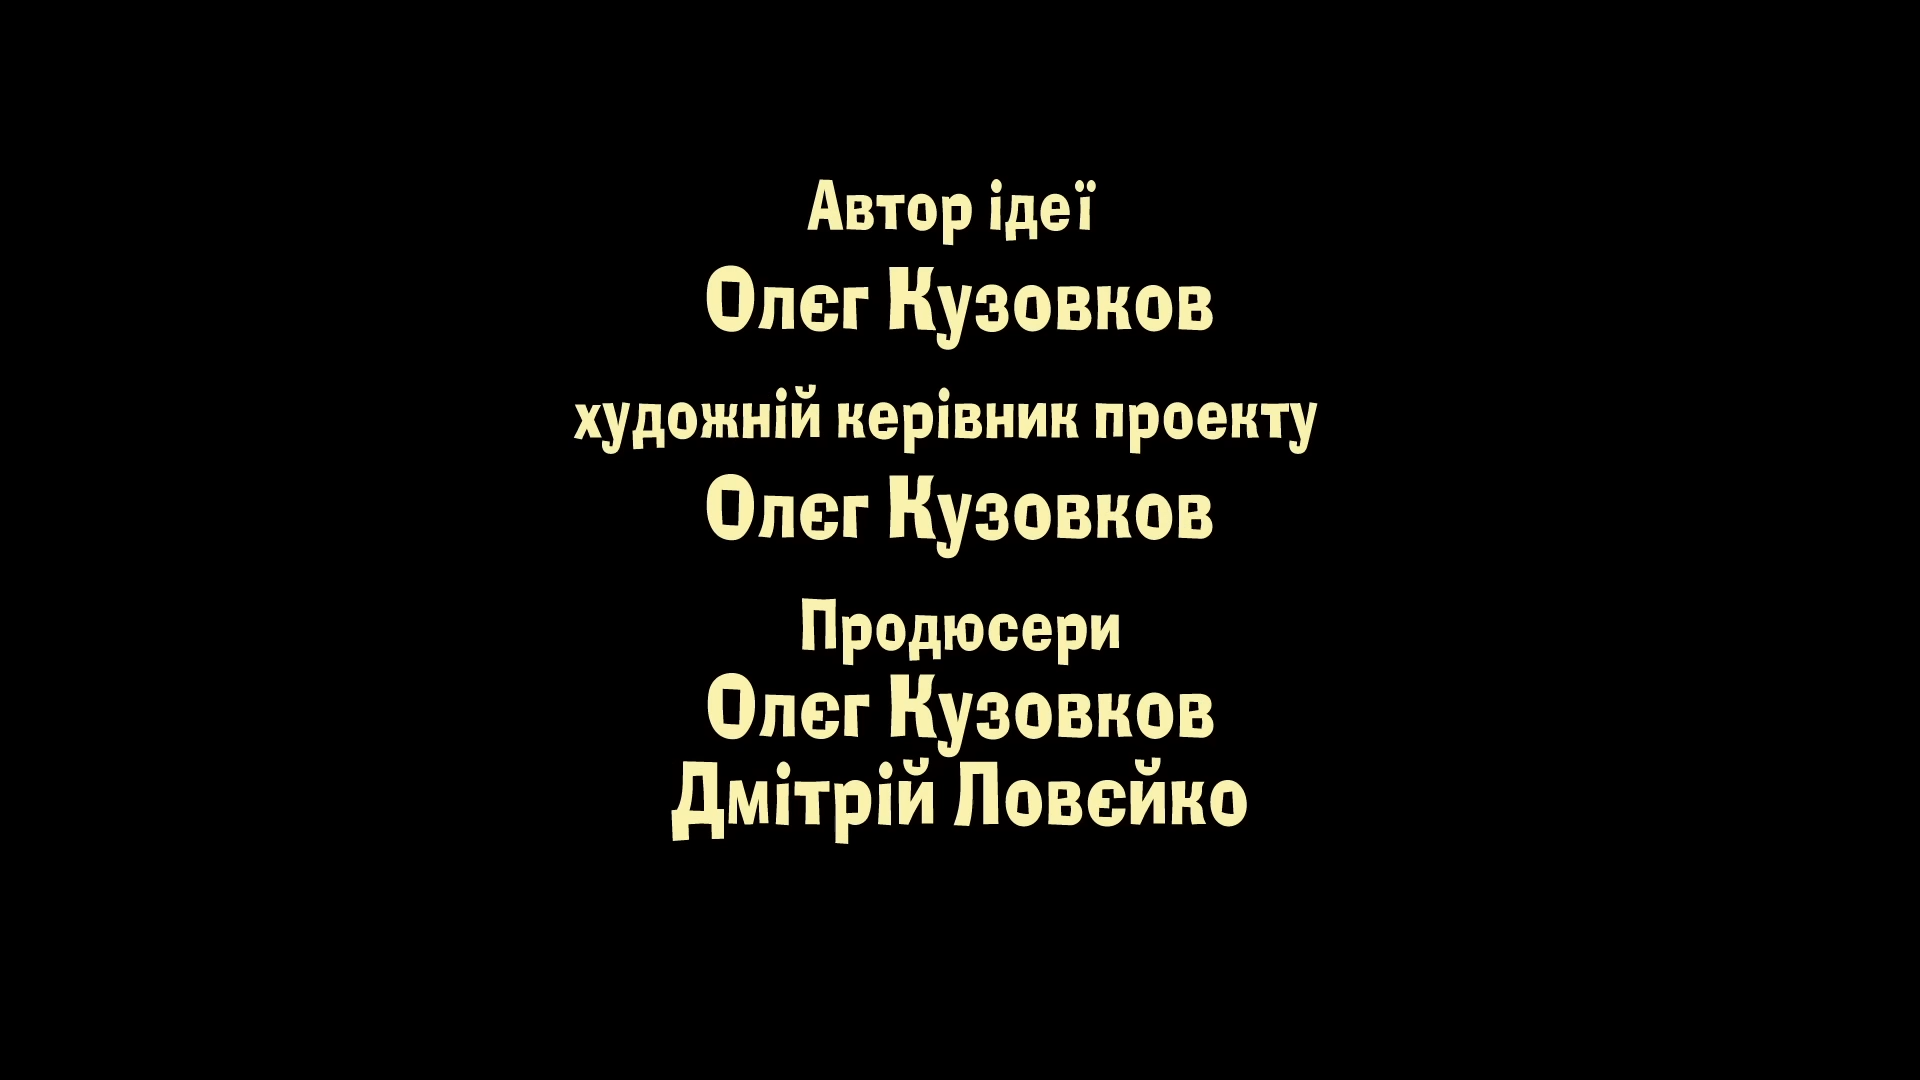 Автор ідеї
Олєг Кузовков
художній керівник проекту
Олєг Кузовков
Продюсери
Олєг Кузовков
Дмітрій Ловєйко